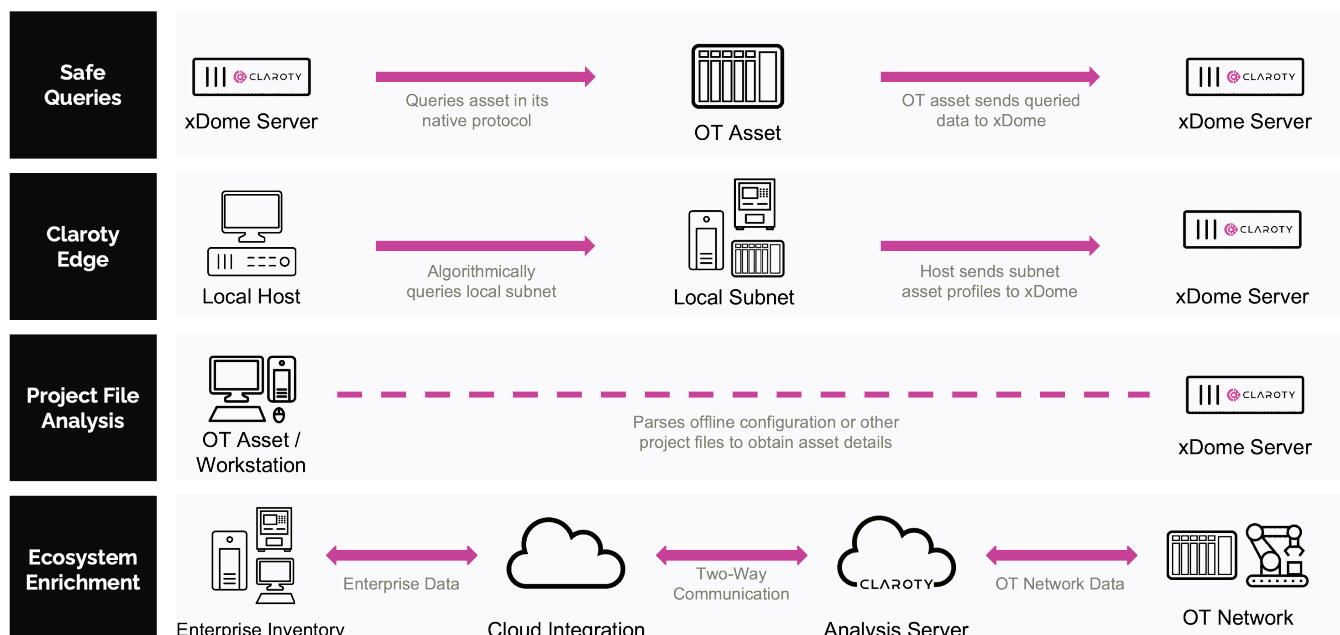 Safe
Queries
CLAROTY
xDome Server
Queries asset in its
native protocol
OT Asset
OT asset sends queried
data to xDome
CLAROTY
xDome Server
Claroty
Edge
Local Host
Algorithmically
queries local subnet
Local Subnet
Host sends subnet
asset profiles to xDome
CLAROTY
xDome Server
Project File
Analysis
OT Asset /
Workstation
Parses offline configuration or other
project files to obtain asset details
CLAROTY
xDome Server
Ecosystem
Enrichment
Enterprise Inventory
Enterprise Data
Cloud Integration
Two-Way
Communication
CLAROTY
Analysis Server
OT Network Data
OT Network